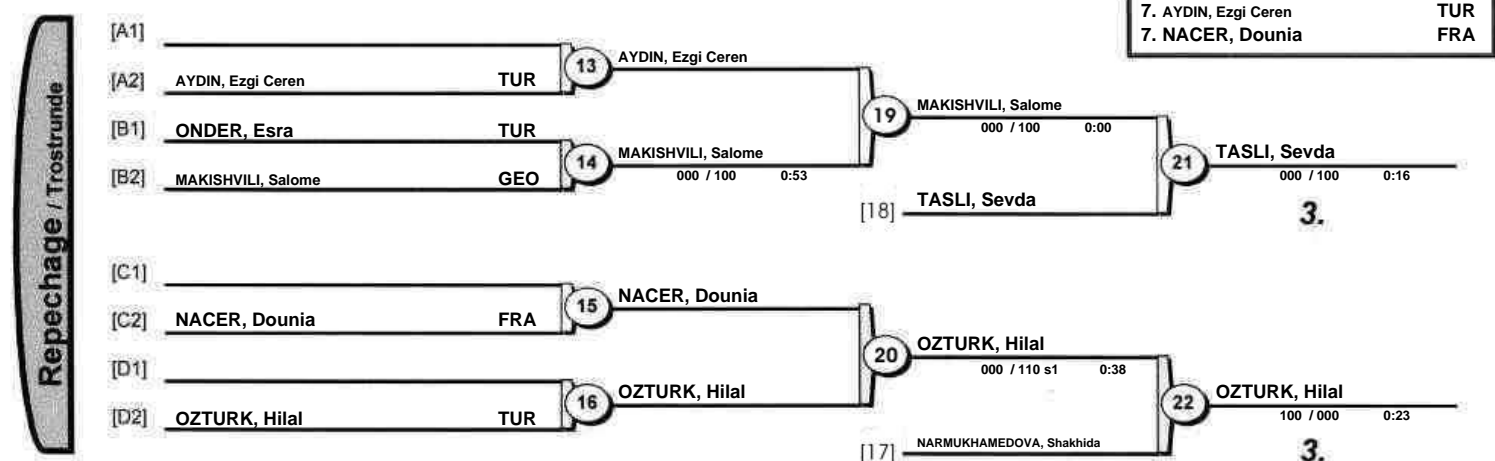 7. AYDIN, Ezgi Ceren TUR
7. NACER, Dounia FRA
Repechage / Trostrunde
[A1]
[A2] AYDIN, Ezgi Ceren TUR
13 AYDIN, Ezgi Ceren
[B1] ONDER, Esra TUR
[B2] MAKISHVILI, Salome GEO
14 MAKISHVILI, Salome
000 / 100 0:53
19 MAKISHVILI, Salome
000 / 100 0:00
[18] TASLI, Sevda
21 TASLI, Sevda
000 / 100 0:16
3.
[C1]
[C2] NACER, Dounia FRA
15 NACER, Dounia
[D1]
[D2] OZTURK, Hilal TUR
16 OZTURK, Hilal
20 OZTURK, Hilal
000 / 110 s1 0:38
[17] NARMUKHAMEDOVA, Shakhida
22 OZTURK, Hilal
100 / 000 0:23
3.